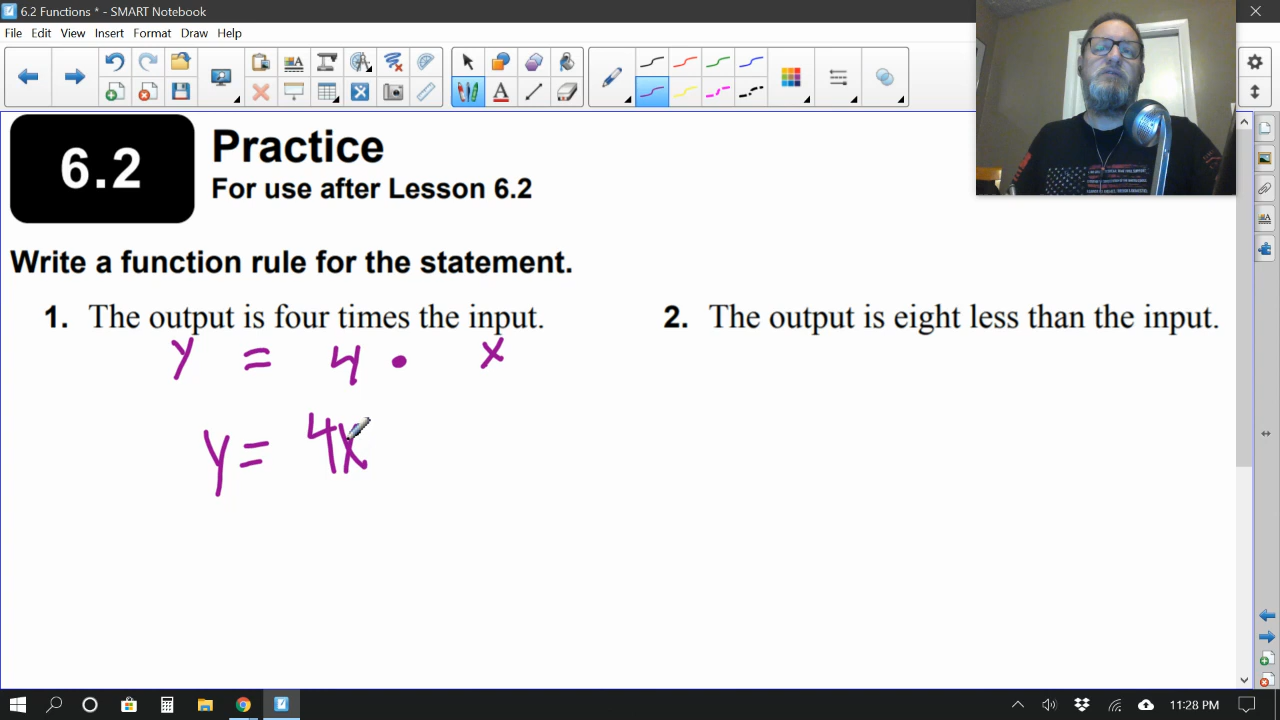 6.2 Functions * - SMART Notebook
File Edit View Insert Format Draw Help
6.2
Practice
For use after Lesson 6.2
Write a function rule for the statement.
1. The output is four times the input.
y = 4 • x
y = 4x
2. The output is eight less than the input.
11:28 PM